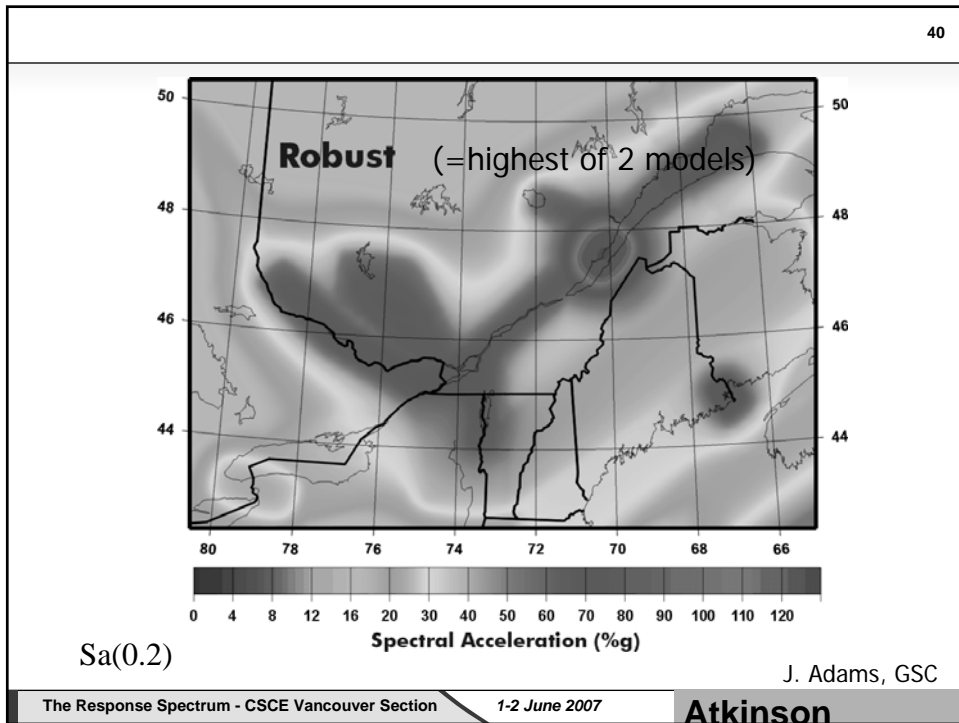 40
50 50
Robust (=highest of 2 models)
48 48
46 46
44 44
80 78 76 74 72 70 68 66
0 4 8 12 16 20 30 40 50 60 70 80 90 100 110 120
Spectral Acceleration (%g)
Sa(0.2)
J. Adams, GSC
The Response Spectrum - CSCE Vancouver Section 1-2 June 2007 Atkinson